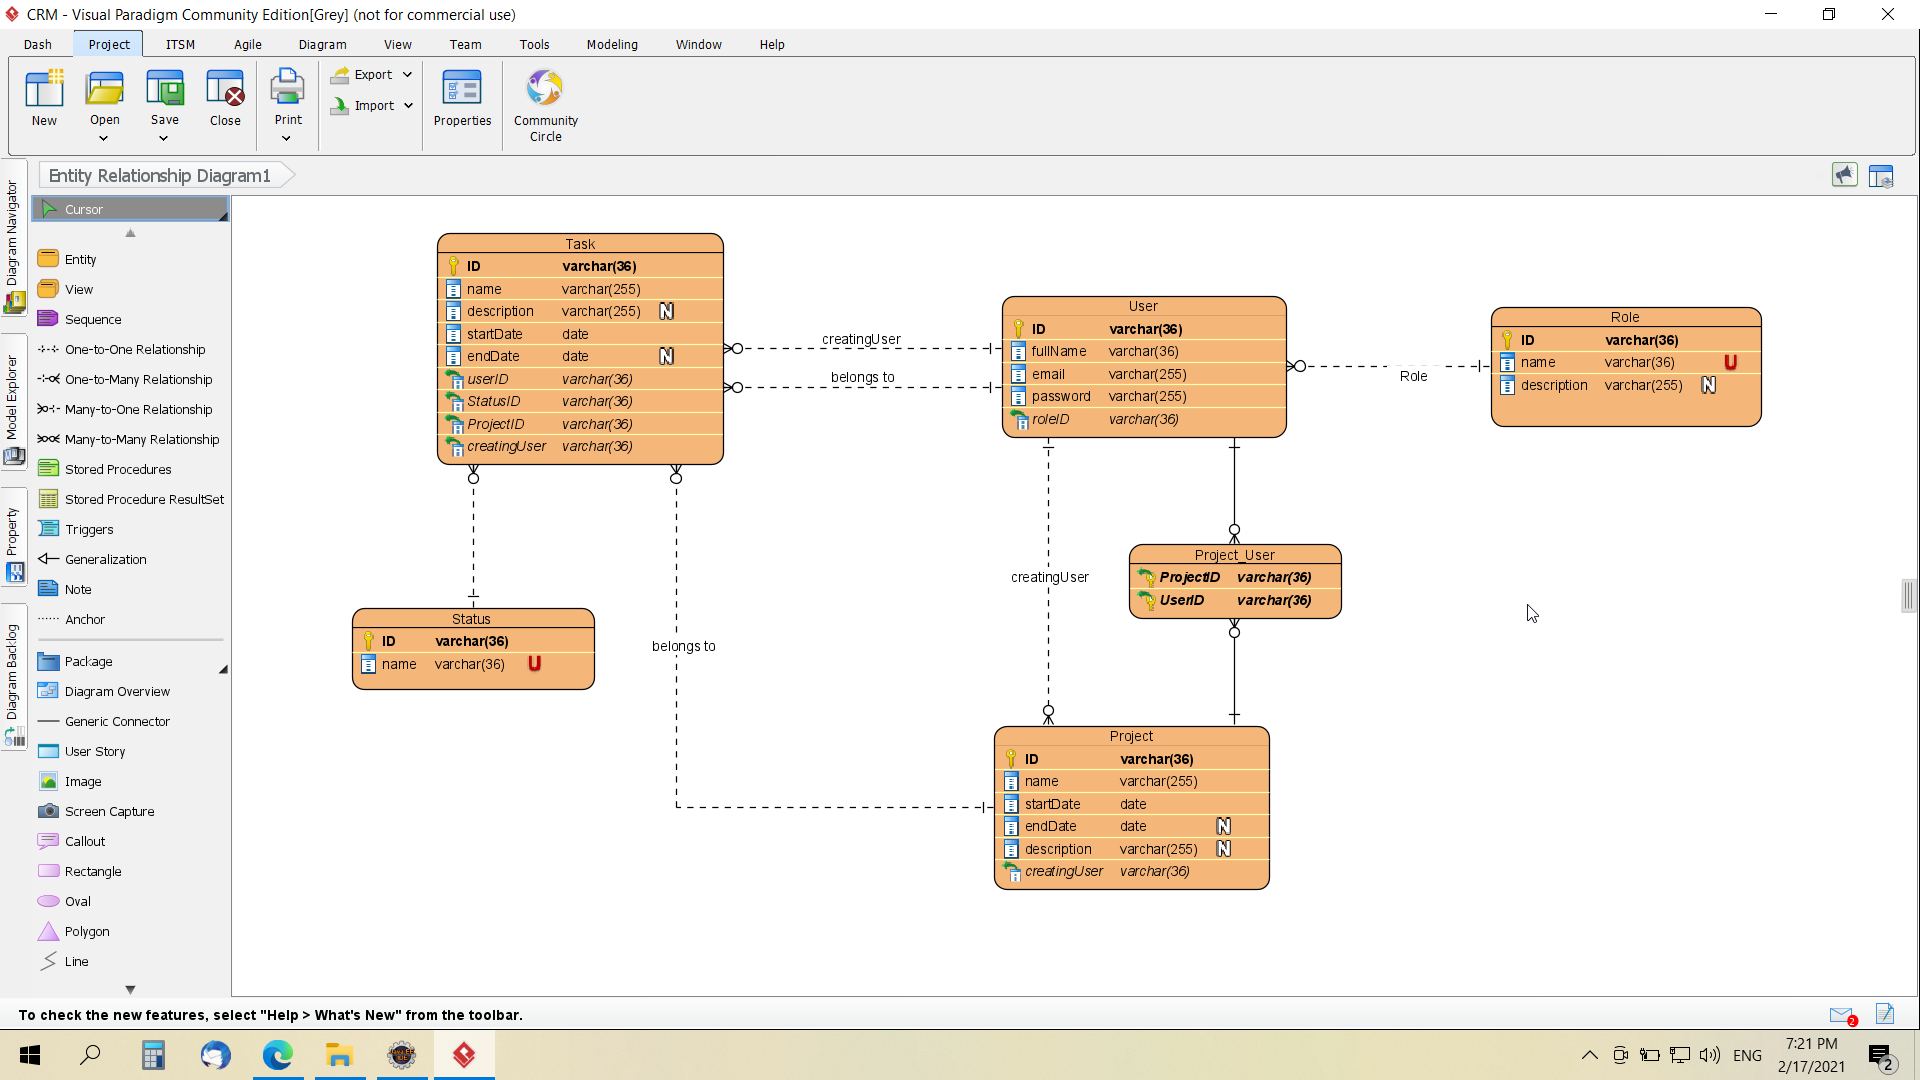 CRM - Visual Paradigm Community Edition[Grey] (not for commercial use)
Dash
Project
ITSM
Agile
Diagram
View
Team
Tools
Modeling
Window
Help
New
Open
Save
Close
Print
Export
Import
Properties
Community
Circle
Entity Relationship Diagram1
Diagram Navigator
Model Explorer
Property
Diagram Backlog
Cursor
Entity
View
Sequence
One-to-One Relationship
One-to-Many Relationship
Many-to-One Relationship
Many-to-Many Relationship
Stored Procedures
Stored Procedure ResultSet
Triggers
Generalization
Note
Anchor
Package
Diagram Overview
Generic Connector
User Story
Image
Screen Capture
Callout
Rectangle
Oval
Polygon
Line
Task
ID varchar(36)
name varchar(255)
description varchar(255) N
startDate date
endDate date N
userID varchar(36)
StatusID varchar(36)
ProjectID varchar(36)
creatingUser varchar(36)
creatingUser
belongs to
User
ID varchar(36)
fullName varchar(36)
email varchar(255)
password varchar(255)
roleID varchar(36)
Role
Role
ID varchar(36)
name varchar(36) U
description varchar(255) N
creatingUser
Project_User
ProjectID varchar(36)
UserID varchar(36)
Status
ID varchar(36)
name varchar(36) U
belongs to
Project
ID varchar(36)
name varchar(255)
startDate date
endDate date N
description varchar(255) N
creatingUser varchar(36)
To check the new features, select "Help > What's New" from the toolbar.
2
ENG
7:21 PM
2/17/2021
2